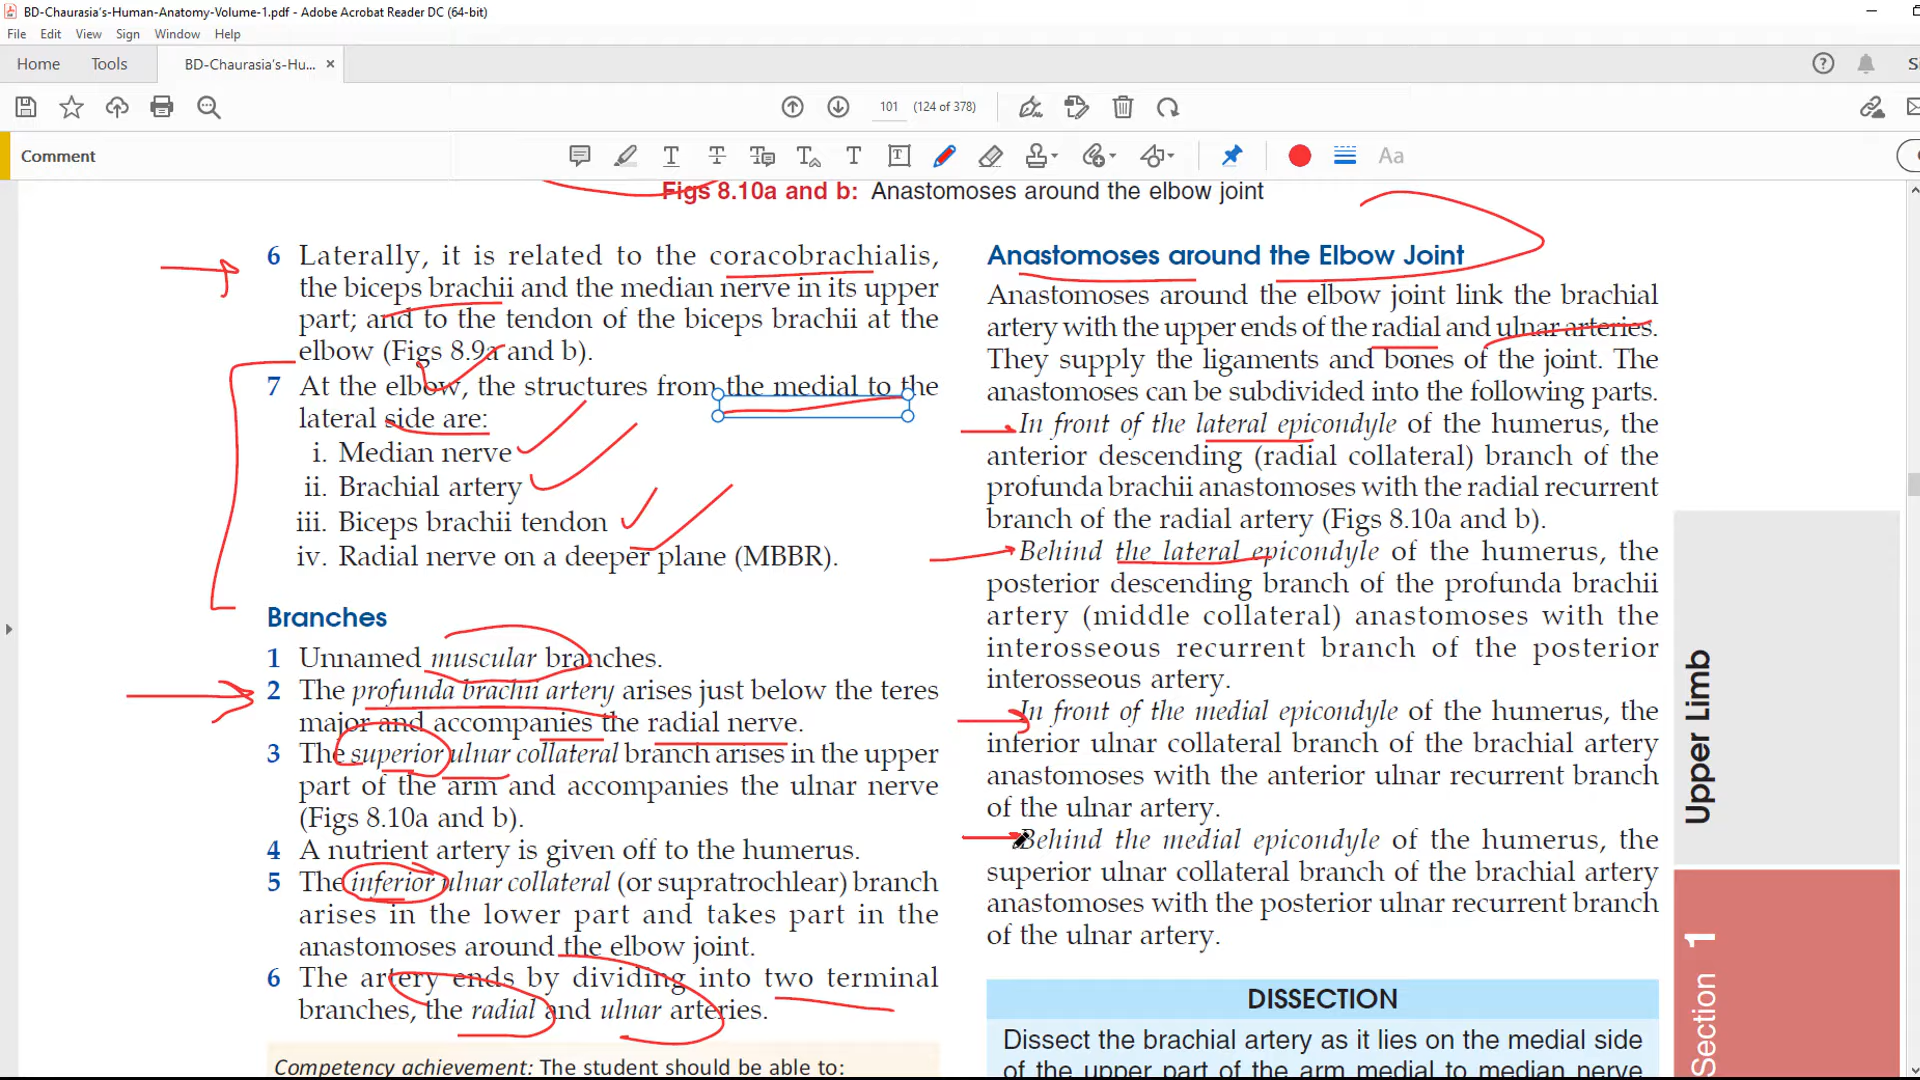 BD-Chaurasia's-Human-Anatomy-Volume-1.pdf - Adobe Acrobat Reader DC (64-bit)
File Edit View Sign Window Help
Home Tools BD-Chaurasia's-Hu... ×
101 (124 of 378)
Comment
Aa
Figs 8.10a and b: Anastomoses around the elbow joint
6 Laterally, it is related to the coracobrachialis,
the biceps brachii and the median nerve in its upper
part; and to the tendon of the biceps brachii at the
elbow (Figs 8.9a and b).
7 At the elbow, the structures from the medial to the
lateral side are:
i. Median nerve
ii. Brachial artery
iii. Biceps brachii tendon
iv. Radial nerve on a deeper plane (MBBR).
Branches
1 Unnamed muscular branches.
2 The profunda brachii artery arises just below the teres
major and accompanies the radial nerve.
3 The superior ulnar collateral branch arises in the upper
part of the arm and accompanies the ulnar nerve
(Figs 8.10a and b).
4 A nutrient artery is given off to the humerus.
5 The inferior ulnar collateral (or supratrochlear) branch
arises in the lower part and takes part in the
anastomoses around the elbow joint.
6 The artery ends by dividing into two terminal
branches, the radial and ulnar arteries.
Competency achievement: The student should be able to:
Anastomoses around the Elbow Joint
Anastomoses around the elbow joint link the brachial
artery with the upper ends of the radial and ulnar arteries.
They supply the ligaments and bones of the joint. The
anastomoses can be subdivided into the following parts.
In front of the lateral epicondyle of the humerus, the
anterior descending (radial collateral) branch of the
profunda brachii anastomoses with the radial recurrent
branch of the radial artery (Figs 8.10a and b).
Behind the lateral epicondyle of the humerus, the
posterior descending branch of the profunda brachii
artery (middle collateral) anastomoses with the
interosseous recurrent branch of the posterior
interosseous artery.
In front of the medial epicondyle of the humerus, the
inferior ulnar collateral branch of the brachial artery
anastomoses with the anterior ulnar recurrent branch
of the ulnar artery.
Behind the medial epicondyle of the humerus, the
superior ulnar collateral branch of the brachial artery
anastomoses with the posterior ulnar recurrent branch
of the ulnar artery.
DISSECTION
Dissect the brachial artery as it lies on the medial side
of the upper part of the arm medial to median nerve
Upper Limb
Section 1